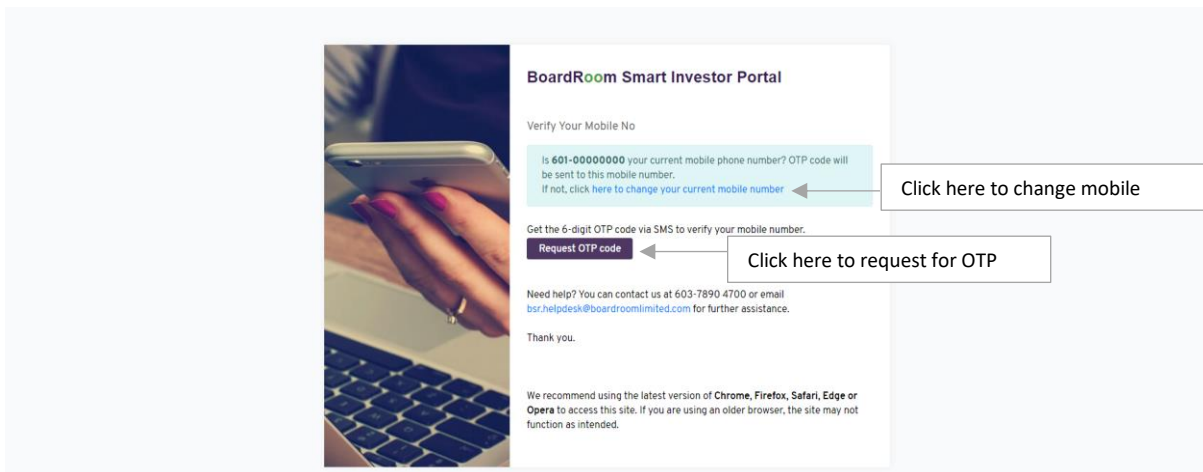 BoardRoom Smart Investor Portal
Verify Your Mobile No
Is 601-00000000 your current mobile phone number? OTP code will
be sent to this mobile number.
If not, click here to change your current mobile number
Click here to change mobile
Get the 6-digit OTP code via SMS to verify your mobile number.
Request OTP code
Click here to request for OTP
Need help? You can contact us at 603-7890 4700 or email
bsr.helpdesk@boardroomlimited.com for further assistance.
Thank you.
We recommend using the latest version of Chrome, Firefox, Safari, Edge or
Opera to access this site. If you are using an older browser, the site may not
function as intended.